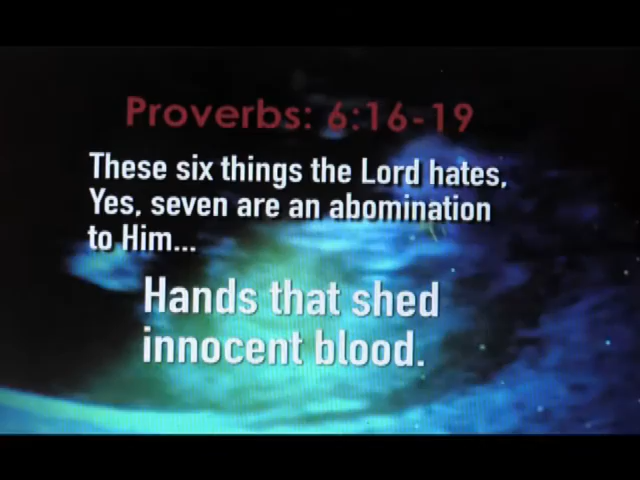 Proverbs: 6:16-19
These six things the Lord hates,
Yes, seven are an abomination
to Him...
Hands that shed
innocent blood.